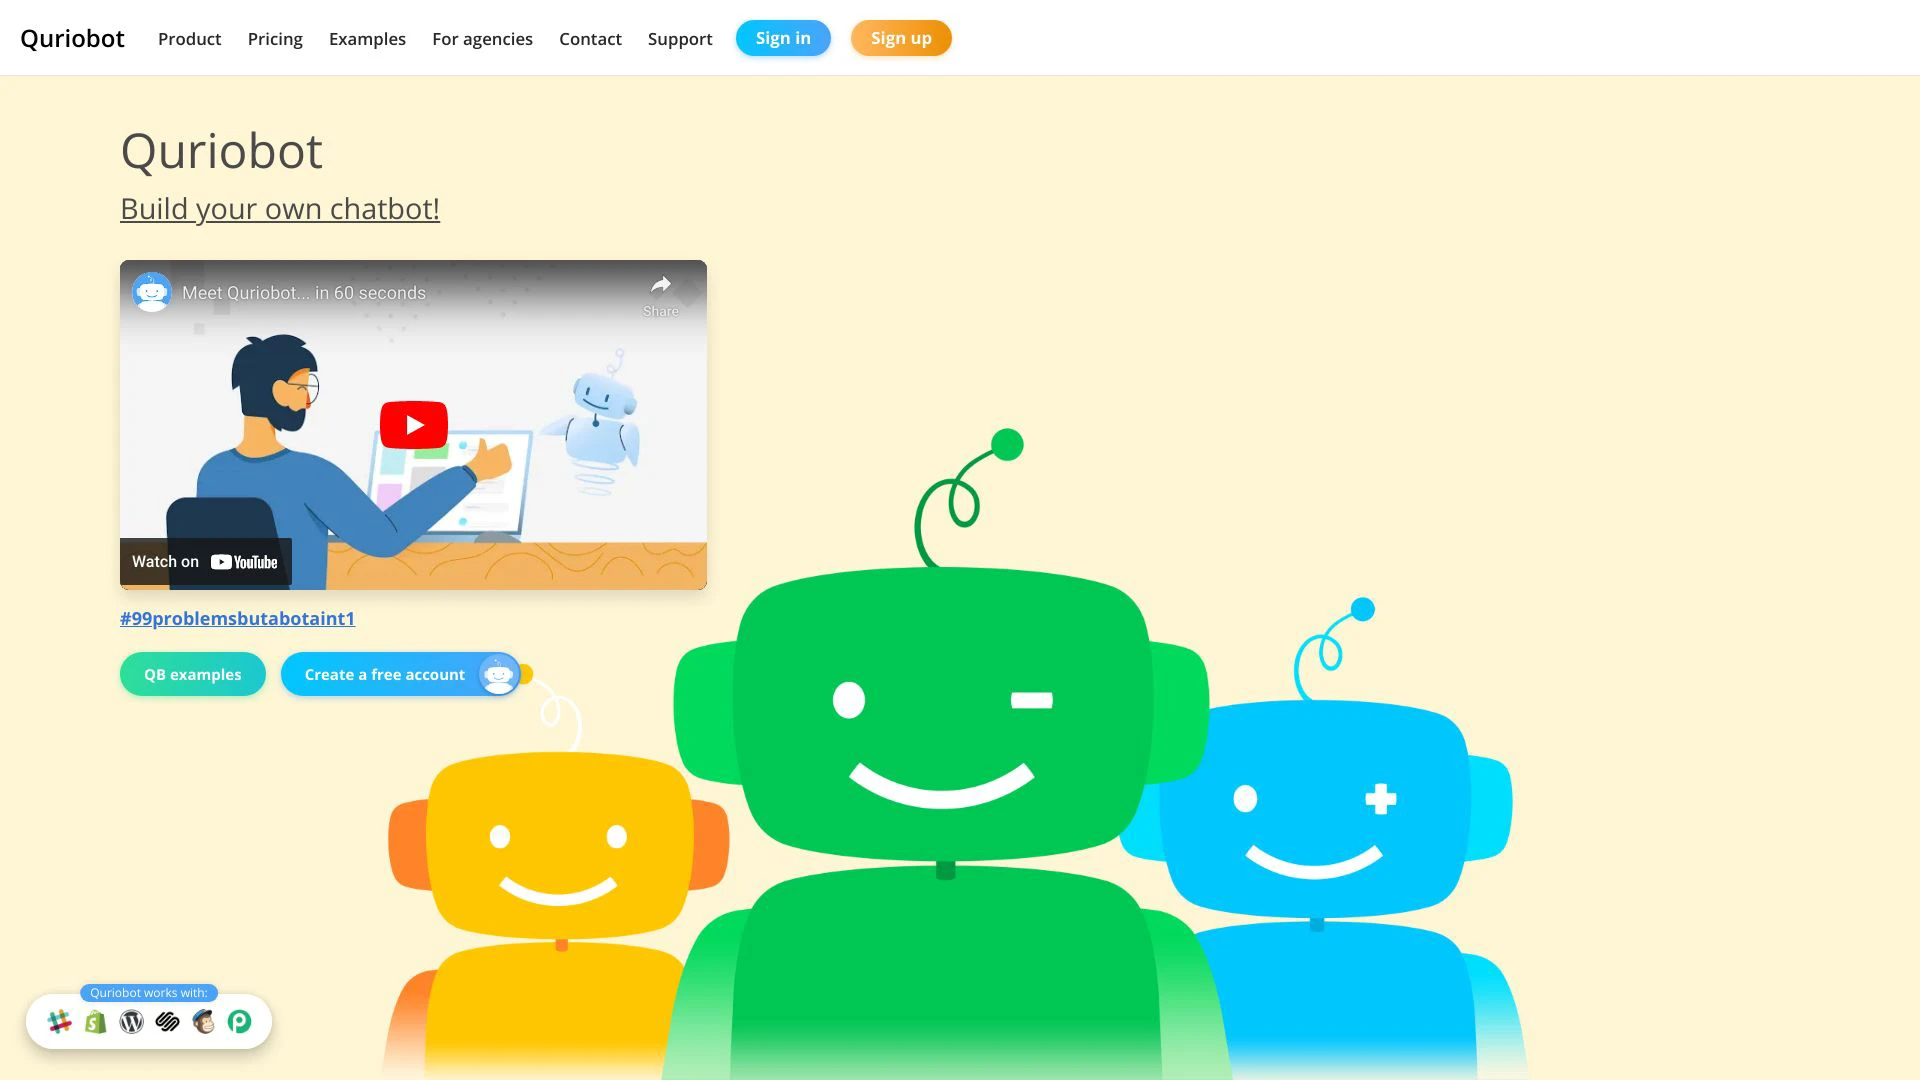 Quriobot Product Pricing Examples For agencies Contact Support Sign in Sign up
Quriobot
Build your own chatbot!
Meet Quriobot... in 60 seconds
Share
Watch on YouTube
#99problemsbutabotaint1
QB examples Create a free account
Quriobot works with: